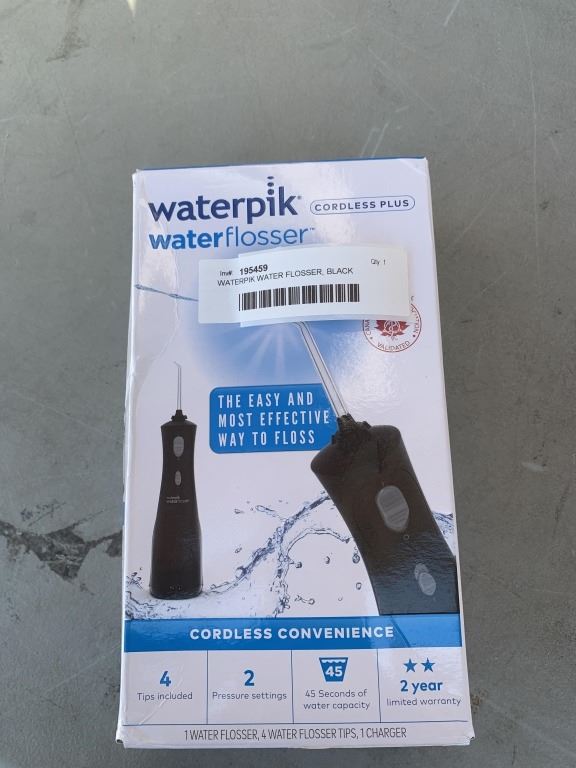 waterpik® CORDLESS PLUS
waterflosser™
Inv#: 195459 Qty: 1
WATERPIK WATER FLOSSER, BLACK
VALIDATED
THE EASY AND
MOST EFFECTIVE
WAY TO FLOSS
waterpik
waterflosser
CORDLESS CONVENIENCE
4
Tips included
2
Pressure settings
45
45 Seconds of
water capacity
2 year
limited warranty
1 WATER FLOSSER, 4 WATER FLOSSER TIPS, 1 CHARGER